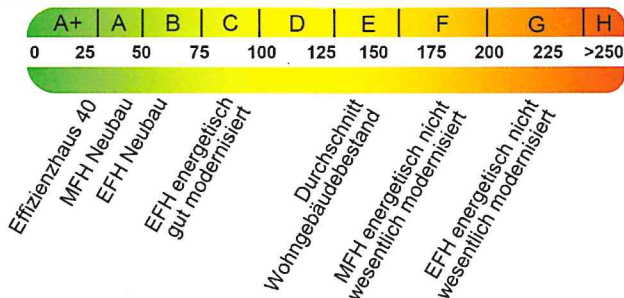 A+ A B C D E F G H
0 25 50 75 100 125 150 175 200 225 >250
Effizienzhaus 40
MFH Neubau
EFH Neubau
EFH energetisch
gut modernisiert
Durchschnitt
Wohngebäudebestand
MFH energetisch nicht
wesentlich modernisiert
EFH energetisch nicht
wesentlich modernisiert